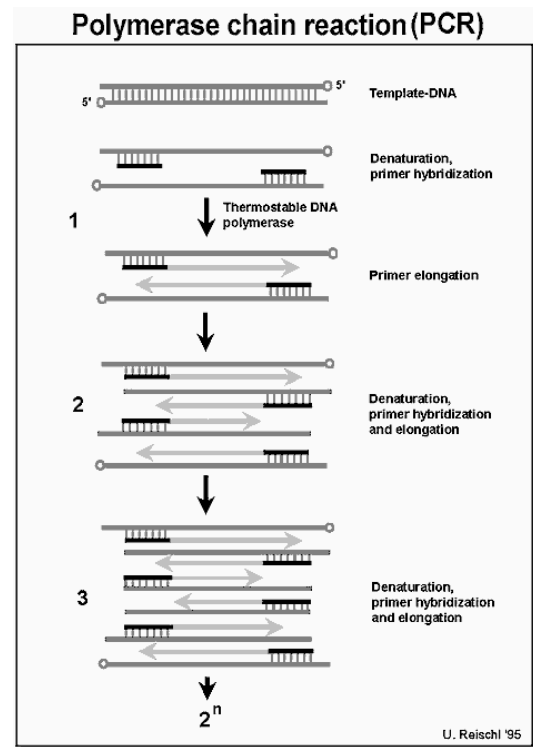 Polymerase chain reaction (PCR)
5'
5'
Template-DNA
Denaturation,
primer hybridization
1
Thermostable DNA
polymerase
Primer elongation
2
Denaturation,
primer hybridization
and elongation
3
Denaturation,
primer hybridization
and elongation
2ⁿ
U. Reischl '95